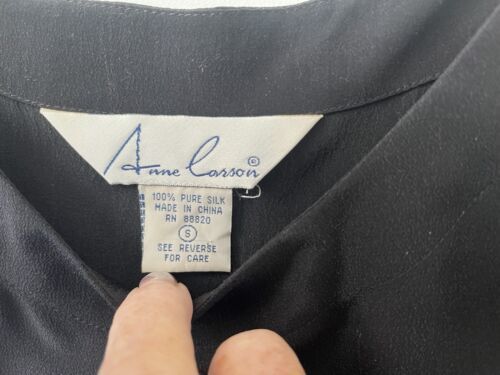 Anne Carson®
100% PURE SILK
MADE IN CHINA
RN 88820
S
SEE REVERSE
FOR CARE